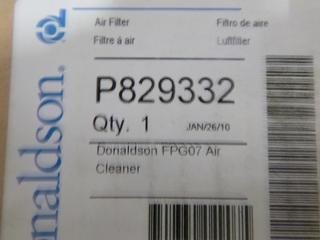 Air Filter
Filtro de aire
Filtre á air
Luftfilter
P829332
Qty. 1
JAN/26/10
Donaldson FPG07 Air
Cleaner
naldson.